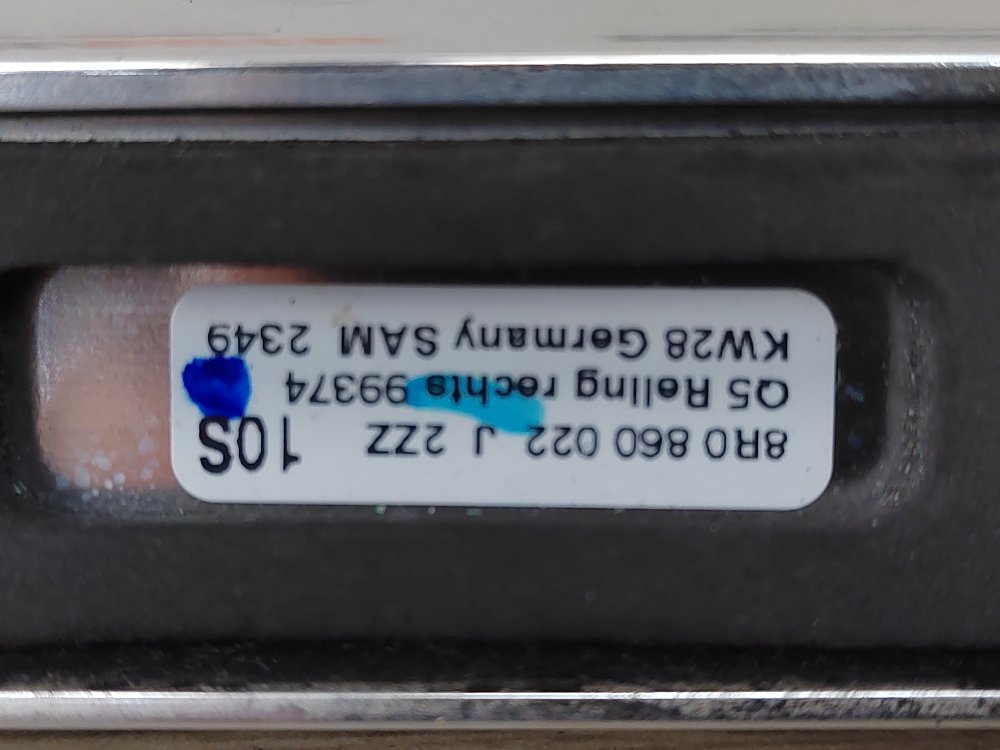 8R0 860 022 J 2ZZ 10S
Q5 Reling rechts 99374
KW28 Germany SAM 2349